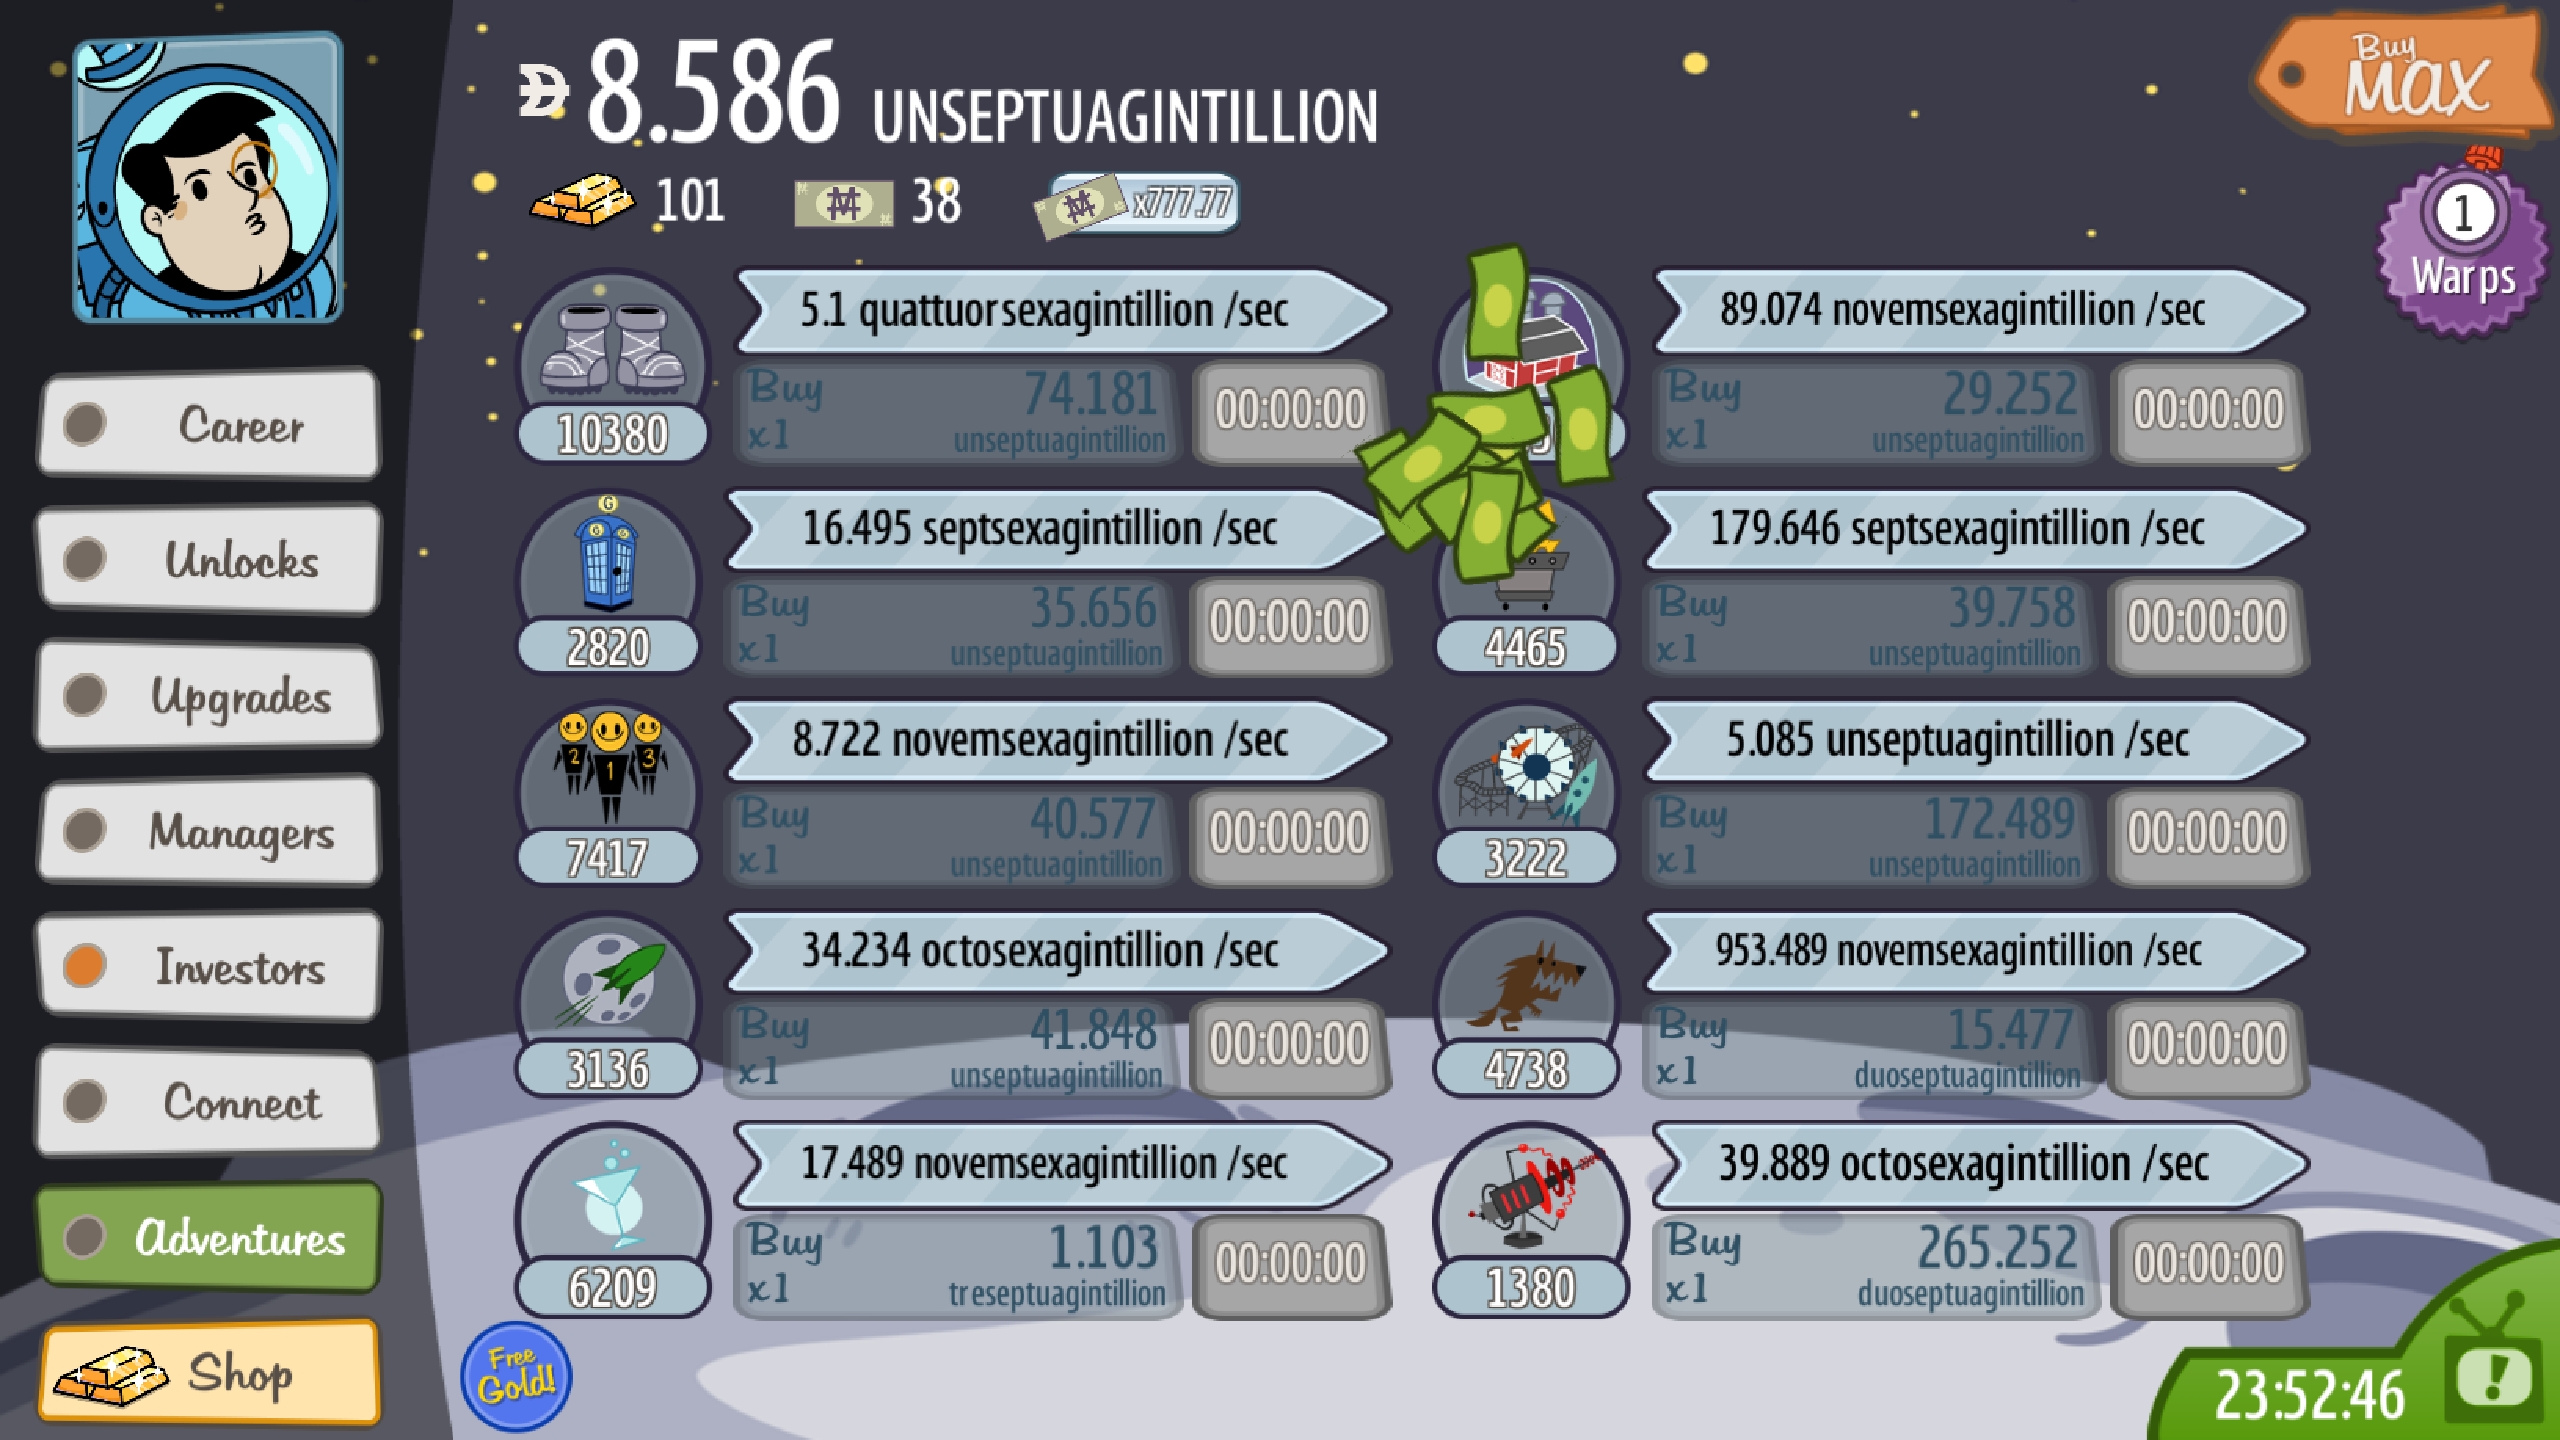 8.586 UNSEPTUAGINTILLION
Buy
MAX
101
38
x777.77
1
Warps
Career
Unlocks
Upgrades
Managers
Investors
Connect
Adventures
Shop
5.1 quattuorsexagintillion /sec
Buy
x1
74.181
unseptuagintillion
00:00:00
10380
89.074 novemsexagintillion /sec
Buy
x1
29.252
unseptuagintillion
00:00:00
G
G G
16.495 septsexagintillion /sec
Buy
x1
35.656
unseptuagintillion
00:00:00
2820
179.646 septsexagintillion /sec
Buy
x1
39.758
unseptuagintillion
00:00:00
4465
2 1 3
8.722 novemsexagintillion /sec
Buy
x1
40.577
unseptuagintillion
00:00:00
7417
5.085 unseptuagintillion /sec
Buy
x1
172.489
unseptuagintillion
00:00:00
3222
34.234 octosexagintillion /sec
Buy
x1
41.848
unseptuagintillion
00:00:00
3136
953.489 novemsexagintillion /sec
Buy
x1
15.477
duoseptuagintillion
00:00:00
4738
17.489 novemsexagintillion /sec
Buy
x1
1.103
treseptuagintillion
00:00:00
6209
39.889 octosexagintillion /sec
Buy
x1
265.252
duoseptuagintillion
00:00:00
1380
Free
Gold!
23:52:46
!